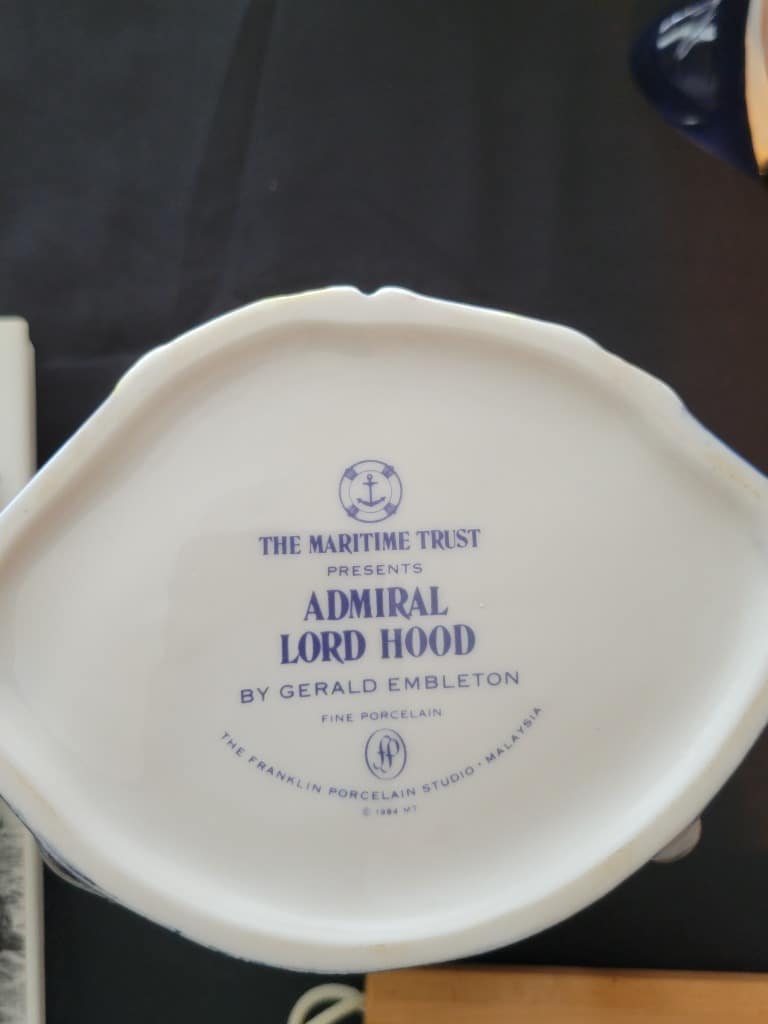 THE MARITIME TRUST
PRESENTS
ADMIRAL
LORD HOOD
BY GERALD EMBLETON
FINE PORCELAIN
FP
THE FRANKLIN PORCELAIN STUDIO · MALAYSIA
© 1984 MT